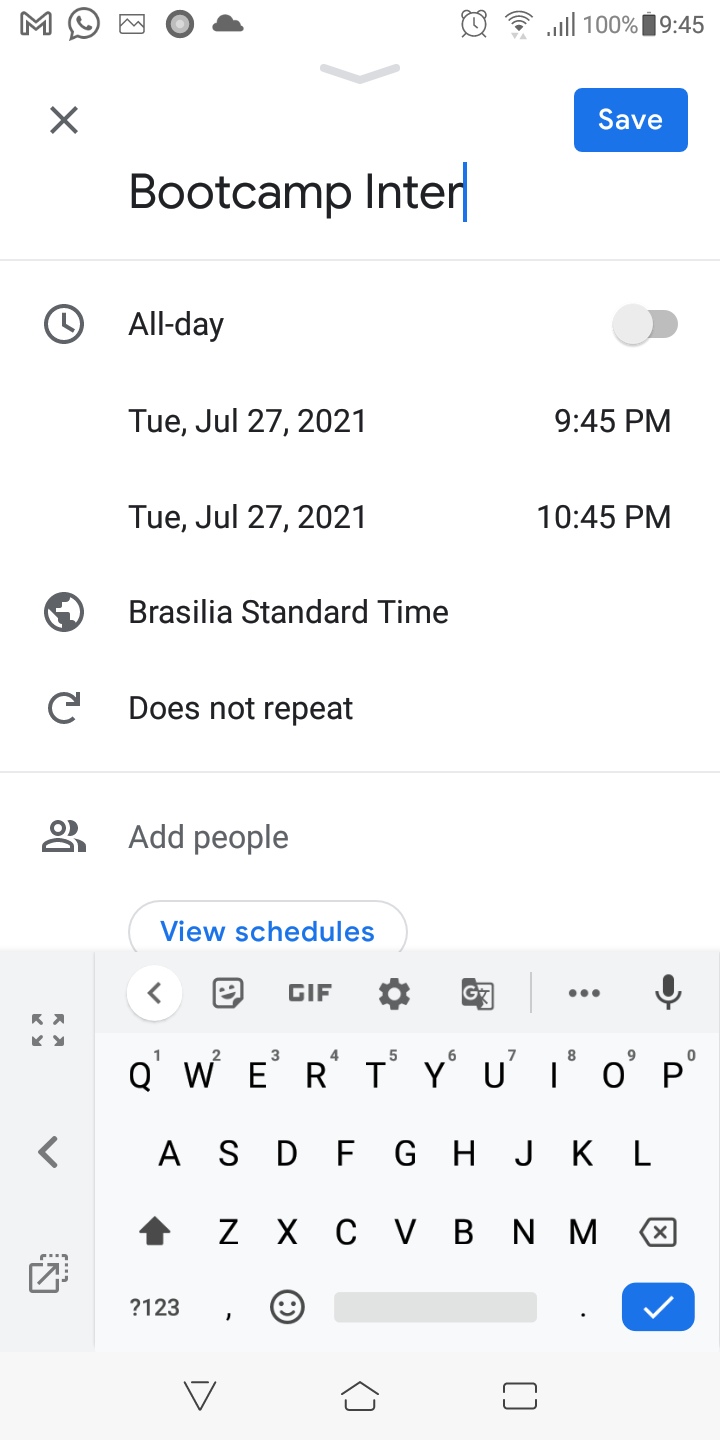 100% 9:45
Save
Bootcamp Inter
All-day
Tue, Jul 27, 2021 9:45 PM
Tue, Jul 27, 2021 10:45 PM
Brasilia Standard Time
Does not repeat
Add people
View schedules
GIF G
Q1 W2 E3 R4 T5 Y6 U7 I8 O9 P0
A S D F G H J K L
Z X C V B N M
?123 , .